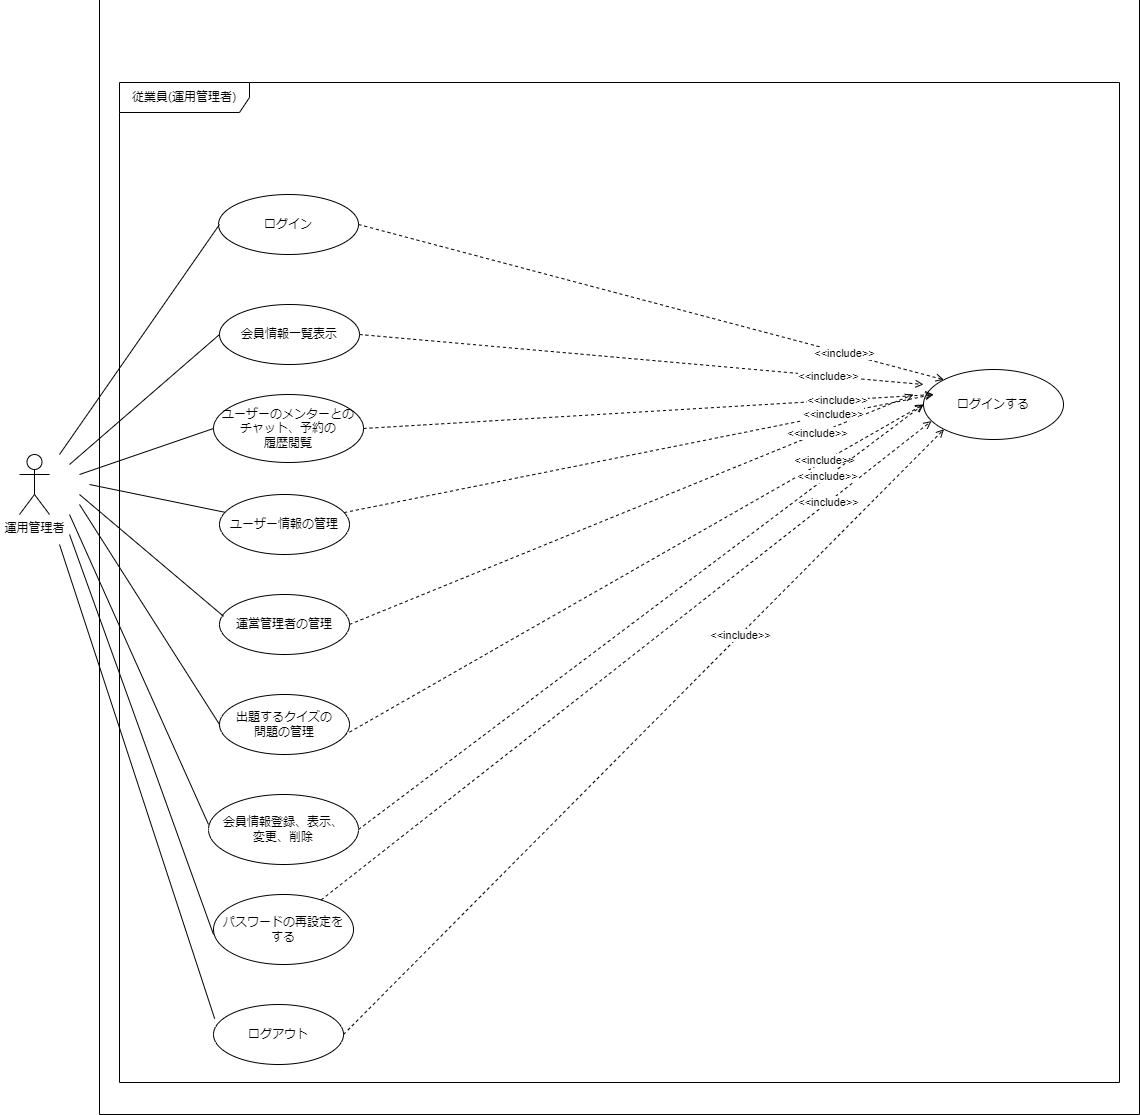 従業員(運用管理者)
ログイン
<<include>>
会員情報一覧表示
<<include>>
ログインする
<<include>>
ユーザーのメンターとの
チャット、予約の
履歴閲覧
<<include>>
<<include>>
<<include>>
<<include>>
<<include>>
運用管理者
ユーザー情報の管理
運営管理者の管理
<<include>>
出題するクイズの
問題の管理
会員情報登録、表示、
変更、削除
パスワードの再設定を
する
ログアウト